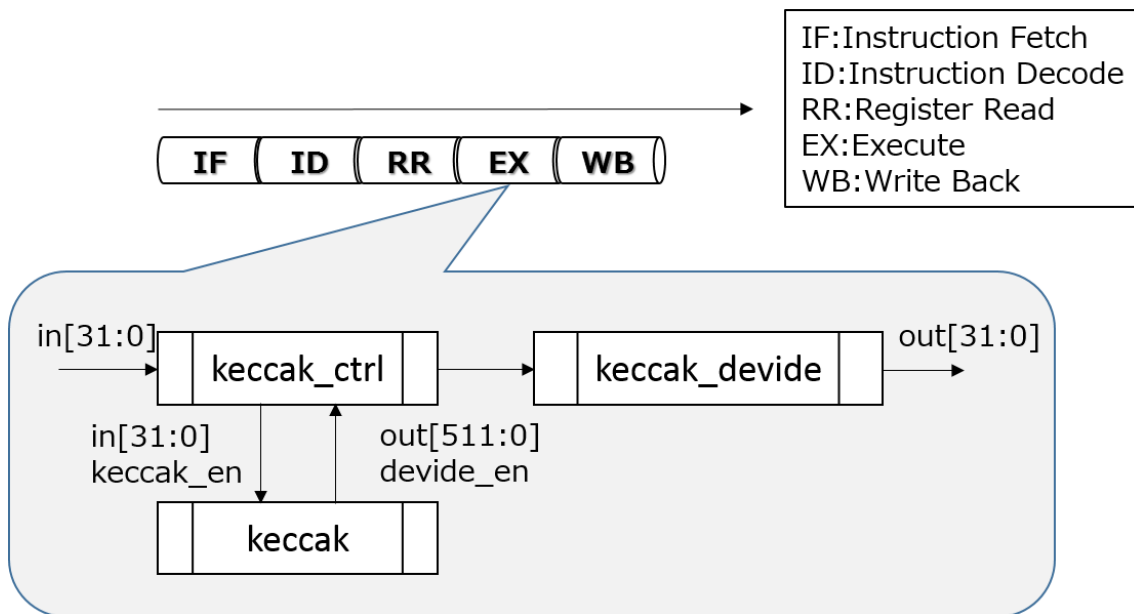 IF:Instruction Fetch
ID:Instruction Decode
RR:Register Read
EX:Execute
WB:Write Back
IF ID RR EX WB
in[31:0]
keccak_ctrl
keccak_devide
out[31:0]
in[31:0]
keccak_en
out[511:0]
devide_en
keccak